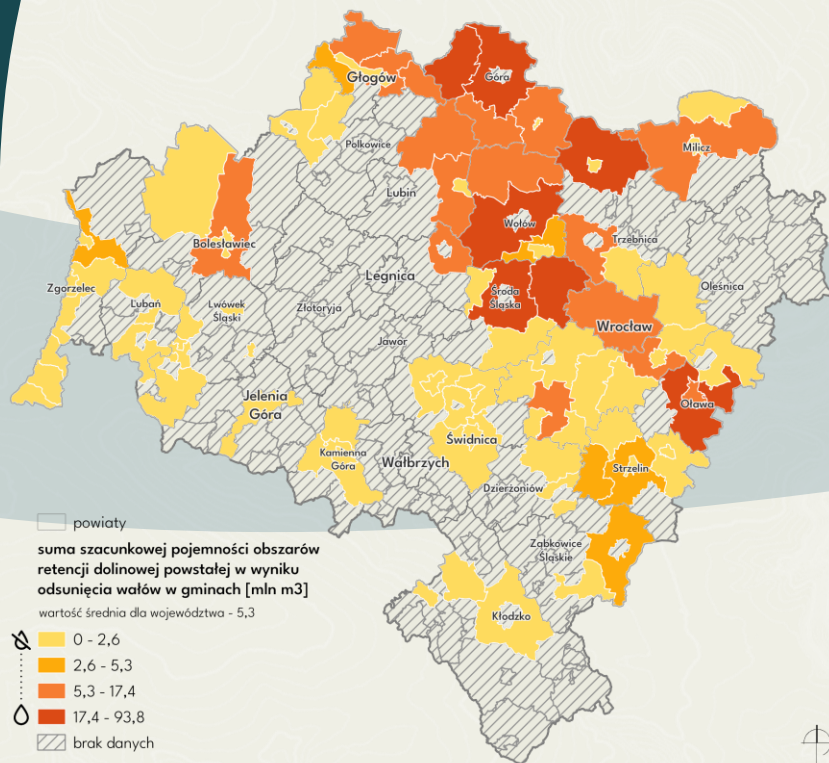 Głogów
Góra
Polkowice
Milicz
Lubin
Wołów
Trzebnica
Bolesławiec
Zgorzelec
Legnica
Oleśnica
Lubań
Lwówek
Śląski
Złotoryja
Środa
Śląska
Wrocław
Jawor
Jelenia
Góra
Oława
Świdnica
Kamienna
Góra
Wałbrzych
Strzelin
Dzierżoniów
Ząbkowice
Śląskie
Kłodzko
powiaty
suma szacunkowej pojemności obszarów
retencji dolinowej powstałej w wyniku
odsunięcia wałów w gminach [mln m3]
wartość średnia dla województwa - 5,3
0 - 2,6
2,6 - 5,3
5,3 - 17,4
17,4 - 93,8
brak danych